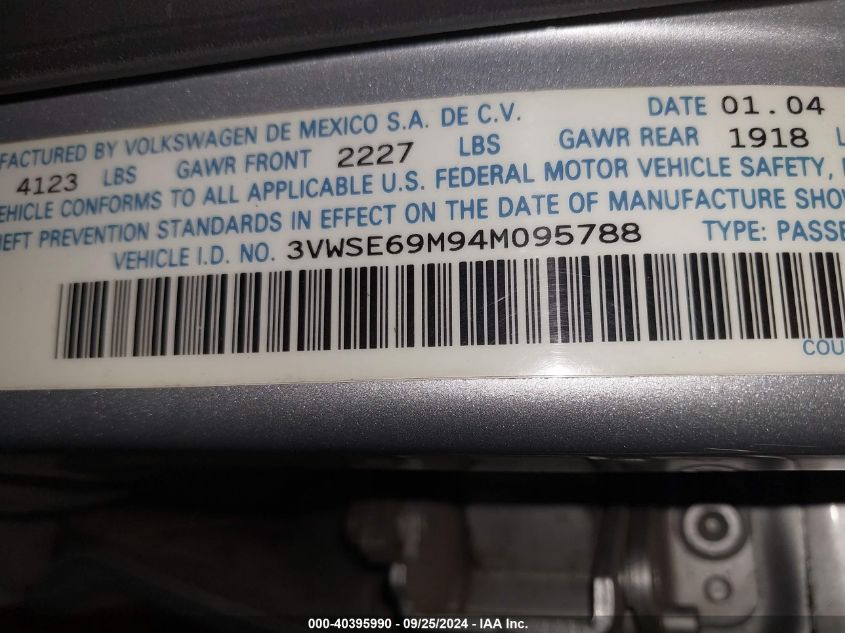 FACTURED BY VOLKSWAGEN DE MEXICO S.A. DE C.V. DATE 01.04
4123 LBS GAWR FRONT 2227 LBS GAWR REAR 1918 L
EHICLE CONFORMS TO ALL APPLICABLE U.S. FEDERAL MOTOR VEHICLE SAFETY,
HEFT PREVENTION STANDARDS IN EFFECT ON THE DATE OF MANUFACTURE SHOW
VEHICLE I.D. NO. 3VWSE69M94M095788 TYPE: PASSE
COU
000-40395990 - 09/25/2024 - IAA Inc.